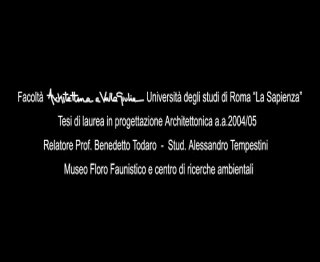 Facoltà Architettura a Valle Giulia Università degli studi di Roma "La Sapienza"
Tesi di laurea in progettazione Architettonica a.a.2004/05
Relatore Prof. Benedetto Todaro - Stud. Alessandro Tempestini
Museo Floro Faunistico e centro di ricerche ambientali